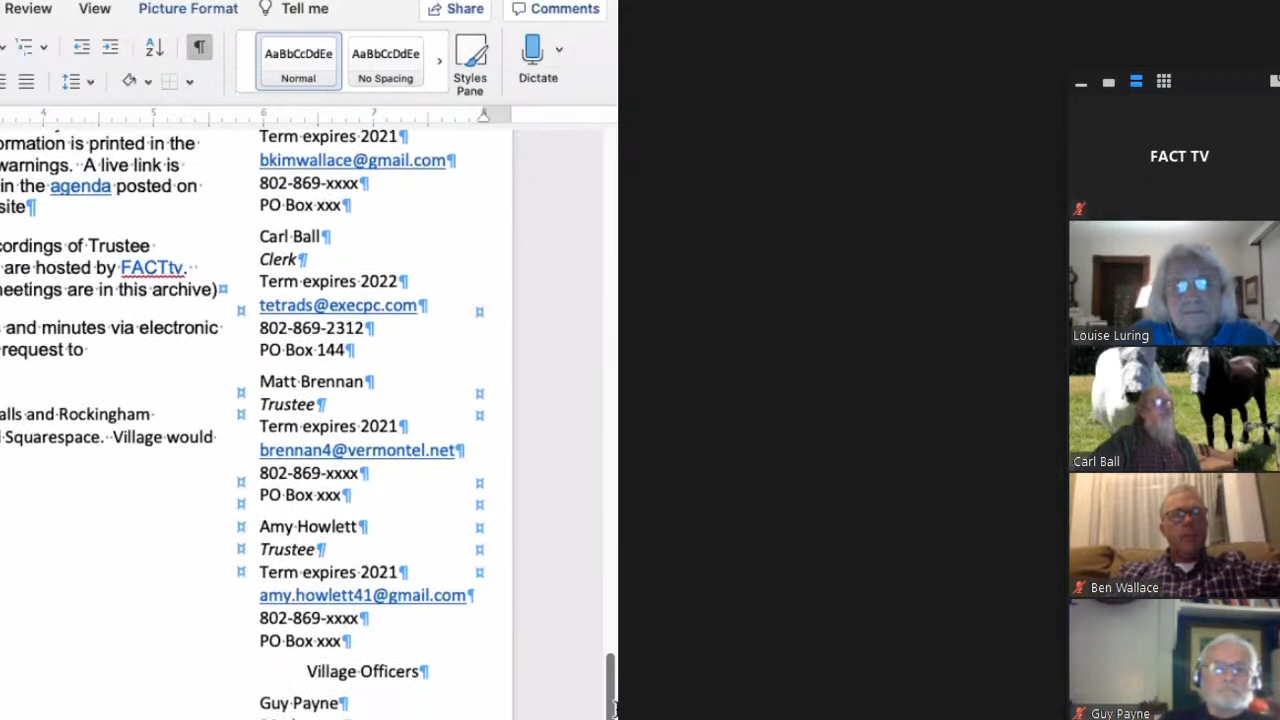 Review View Picture Format Tell me Share Comments
AaBbCcDdEe AaBbCcDdEe
Normal No Spacing Styles Pane Dictate
4 5 6 7
ormation is printed in the
warnings. A live link is
in the agenda posted on
site¶
cordings of Trustee
are hosted by FACTtv.
meetings are in this archive)¤
and minutes via electronic
request to
alls and Rockingham
Squarespace. Village would
Term expires 2021¶
bkimwallace@gmail.com¶
802-869-xxxx¶
PO Box xxx¶
Carl Ball¶
Clerk¶
Term expires 2022¶
tetrads@execpc.com¶
802-869-2312¶
PO Box 144¶
Matt Brennan¶
Trustee¶
Term expires 2021¶
brennan4@vermontel.net¶
802-869-xxxx¶
PO Box xxx¶
Amy Howlett¶
Trustee¶
Term expires 2021¶
amy.howlett41@gmail.com¶
802-869-xxxx¶
PO Box xxx¶
Village Officers¶
Guy Payne¶
FACT TV
Louise Luring
Carl Ball
Ben Wallace
Guy Payne